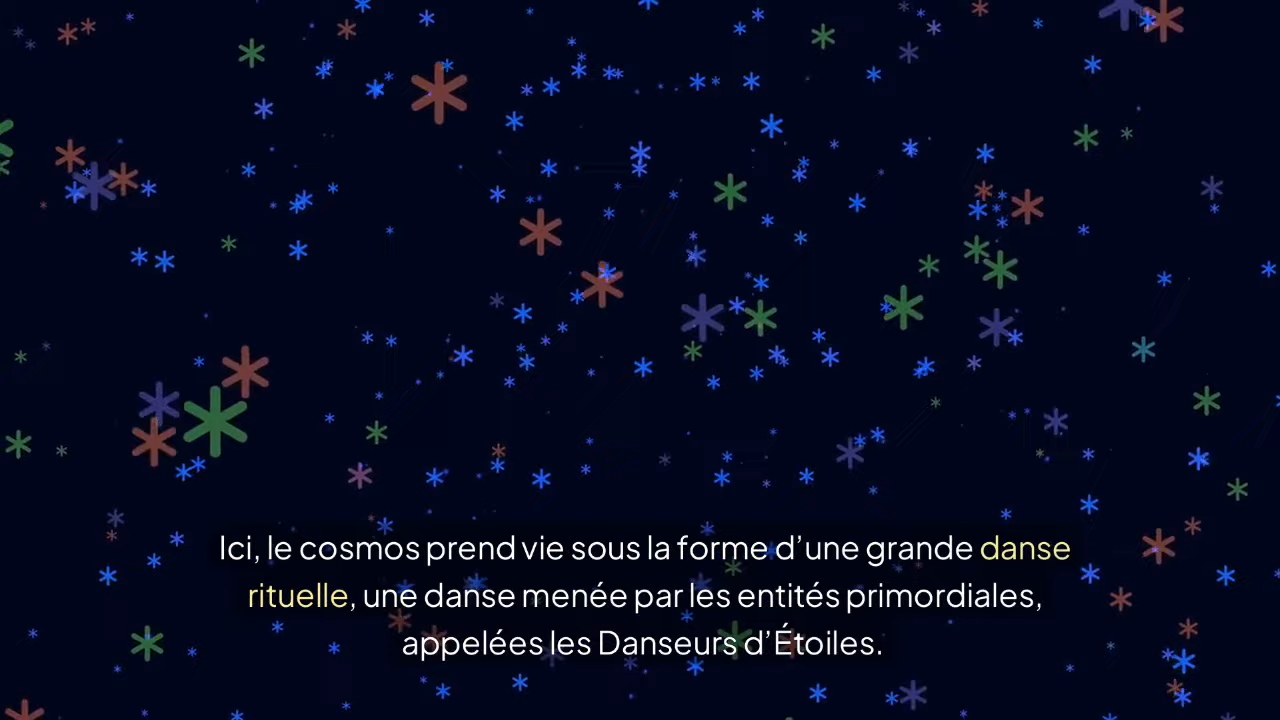 Ici, le cosmos prend vie sous la forme d’une grande danse
rituelle, une danse menée par les entités primordiales,
appelées les Danseurs d’Étoiles.